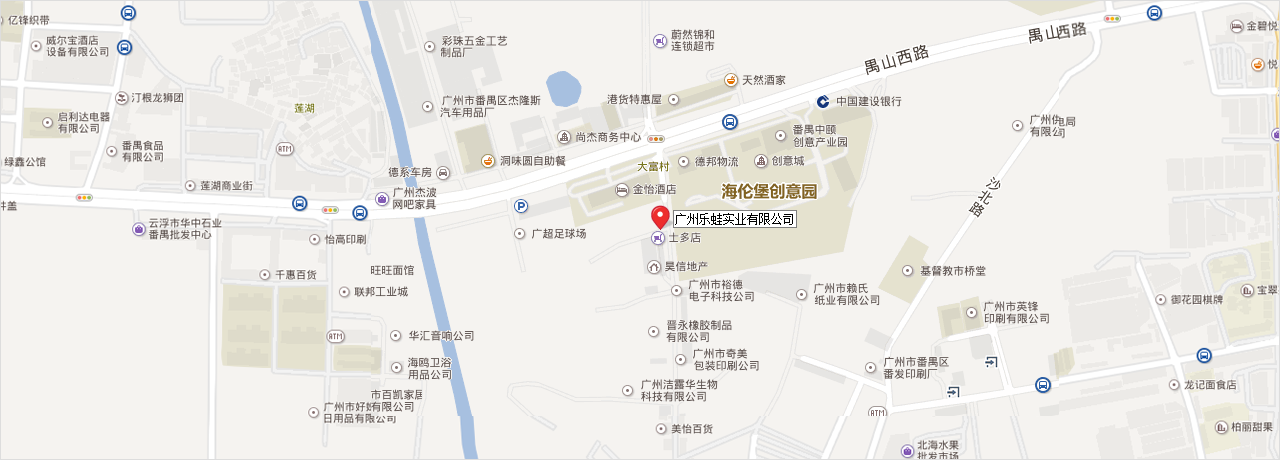 亿锋织带
威尔宝酒店
设备有限公司
汀根龙狮团
启利达电器
有限公司
番禺食品
有限公司
绿鑫公馆
莲湖商业街
井盖
云浮市华中石业
番禺批发中心
莲湖
ATM
彩珠五金工艺
制品厂
广州市番禺区杰隆斯
汽车用品厂
德系车房
广州杰波
网吧家具
洞味圆自助餐
尚杰商务中心
港货特惠屋
蔚然锦和
连锁超市
天然酒家
禺山西路
禺山西路
中国建设银行
番禺中颐
创意产业园
创意城
德邦物流
大富村
金怡酒店
海伦堡创意园
广州乐蛙实业有限公司
士多店
昊信地产
P
广超足球场
怡高印刷
千惠百货
旺旺面馆
联邦工业城
ATM
华汇音响公司
海鸥卫浴
用品公司
市百凯家居
广州市好
有限公司
日用品有限公司
广州市裕德
电子科技公司
晋永橡胶制品
有限公司
广州市奇美
包装印刷公司
广州洁露华生物
科技有限公司
美怡百货
广州市赖氏
纸业有限公司
基督教市桥堂
沙北路
电局
有限公司
金碧悦
悦
广州市英锋
印刷有限公司
广州市番禺区
番发印刷厂
ATM
北海水果
批发市场
御花园棋牌
宝翠
龙记面食店
柏丽甜果